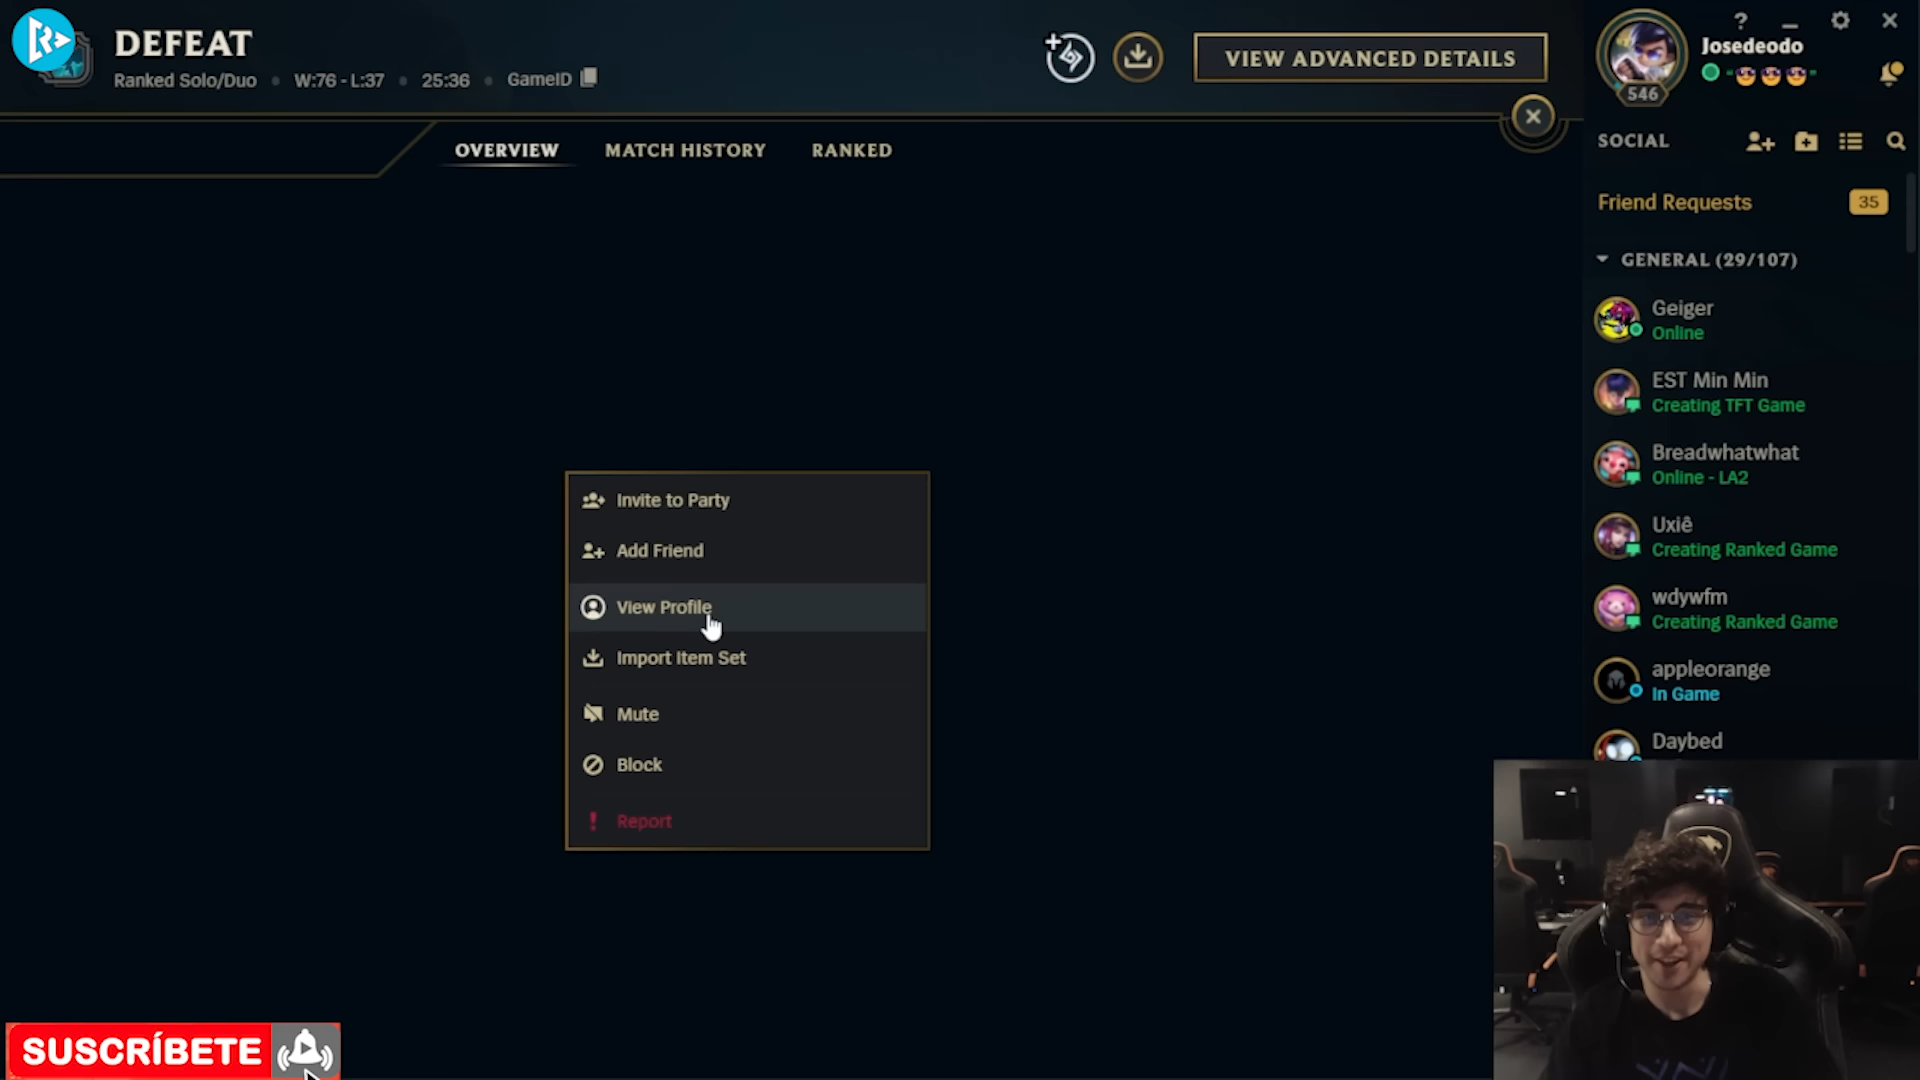 DEFEAT
Ranked Solo/Duo • W:76 - L:37 • 25:36 • GameID
VIEW ADVANCED DETAILS
OVERVIEW
MATCH HISTORY
RANKED
Invite to Party
Add Friend
View Profile
Import Item Set
Mute
Block
Report
Josedeodo
546
SOCIAL
Friend Requests
35
GENERAL (29/107)
Geiger
Online
EST Min Min
Creating TFT Game
Breadwhatwhat
Online - LA2
Uxiê
Creating Ranked Game
wdywfm
Creating Ranked Game
appleorange
In Game
Daybed
SUSCRÍBETE